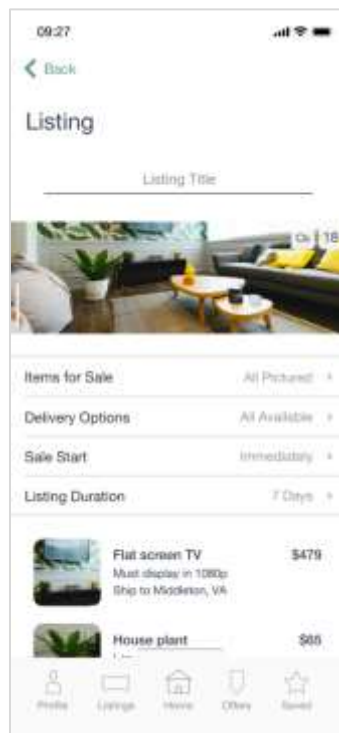 09:27
Back
Listing
Listing Title
18
Items for Sale All Pictured
Delivery Options All Available
Sale Start Immediately
Listing Duration 7 Days
Flat screen TV $479
Must display in 1080p
Ship to Middleton, VA
House plant $65
Profile Listings Home Offers Saved